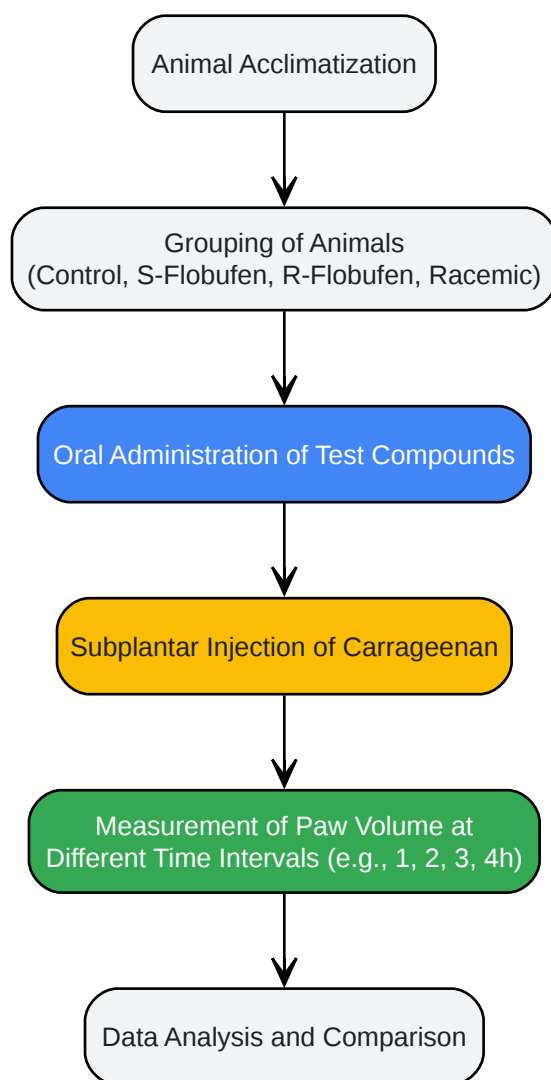 Animal Acclimatization
Grouping of Animals
(Control, S-Flobufen, R-Flobufen, Racemic)
Oral Administration of Test Compounds
Subplantar Injection of Carrageenan
Measurement of Paw Volume at
Different Time Intervals (e.g., 1, 2, 3, 4h)
Data Analysis and Comparison